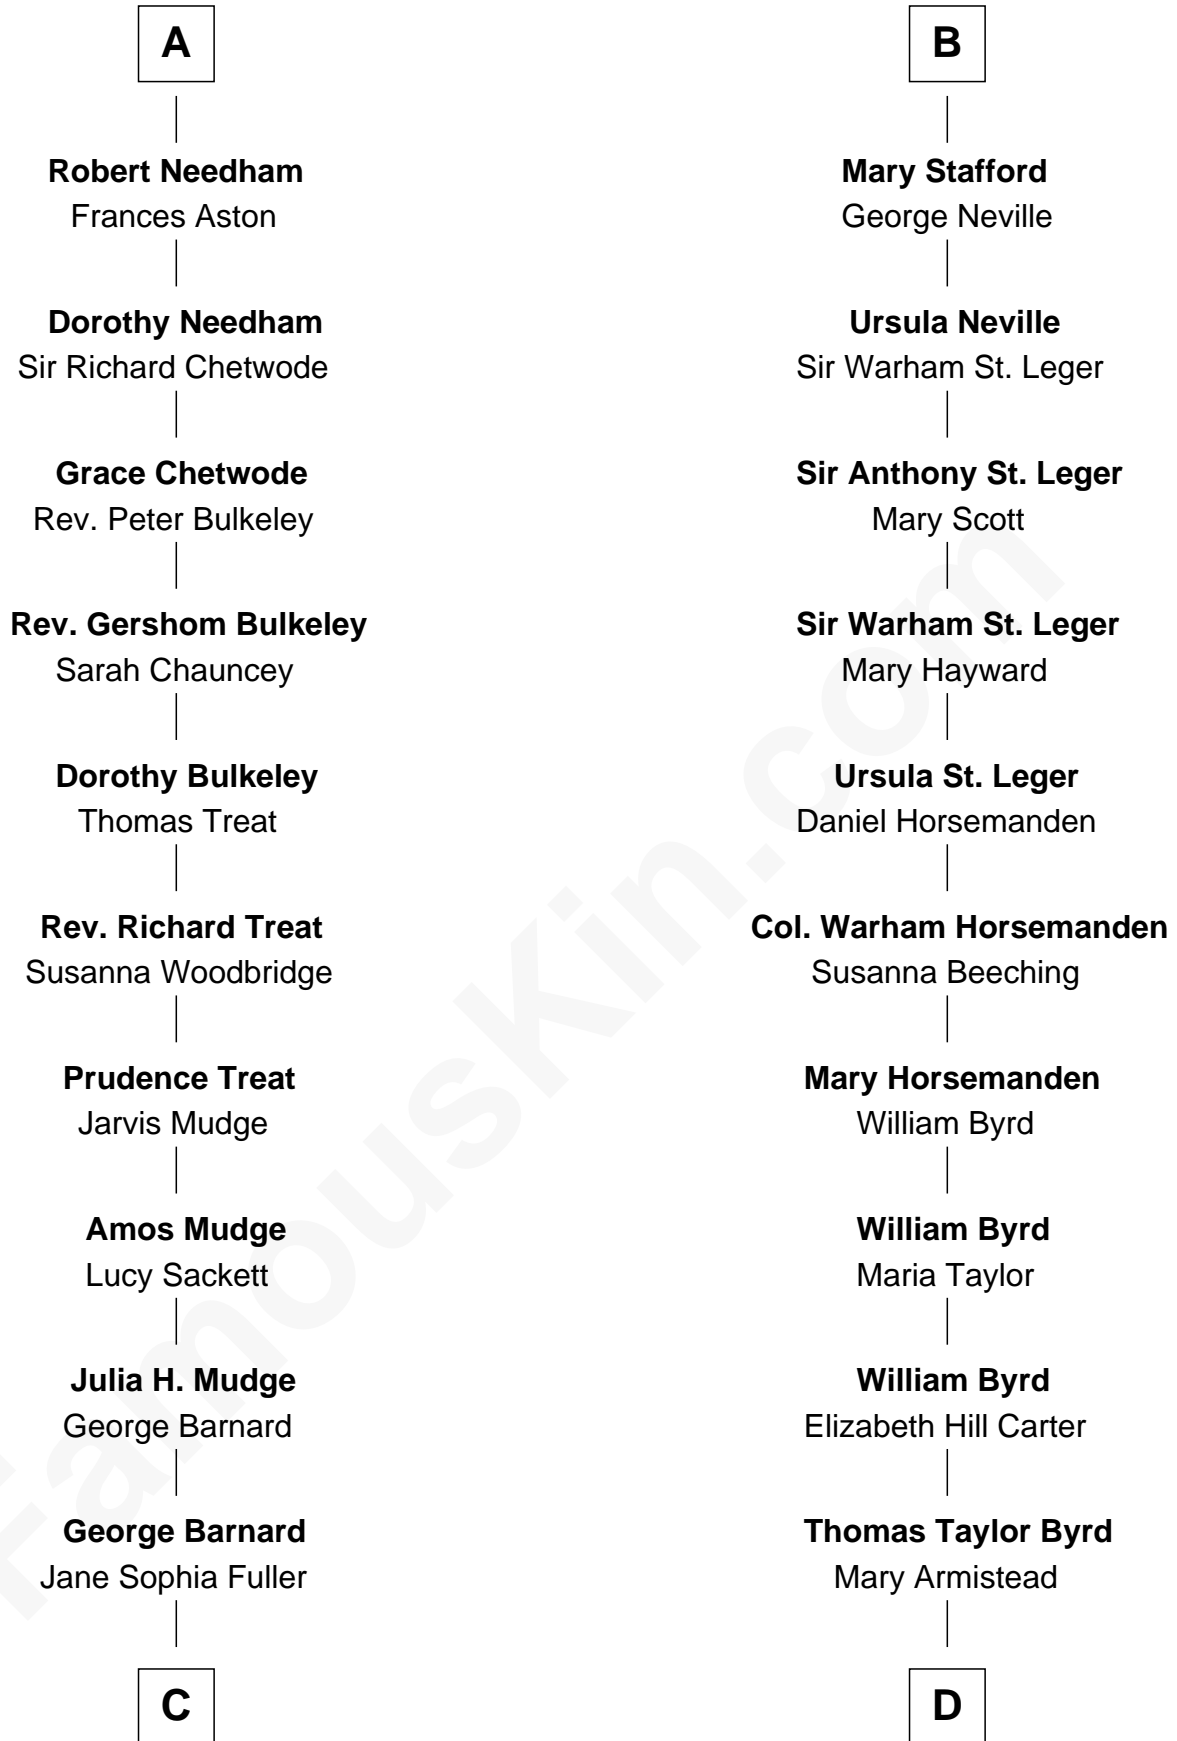 A
Robert Needham
Frances Aston
Dorothy Needham
Sir Richard Chetwode
Grace Chetwode
Rev. Peter Bulkeley
Rev. Gershom Bulkeley
Sarah Chauncey
Dorothy Bulkeley
Thomas Treat
Rev. Richard Treat
Susanna Woodbridge
Prudence Treat
Jarvis Mudge
Amos Mudge
Lucy Sackett
Julia H. Mudge
George Barnard
George Barnard
Jane Sophia Fuller
C
B
Mary Stafford
George Neville
Ursula Neville
Sir Warham St. Leger
Sir Anthony St. Leger
Mary Scott
Sir Warham St. Leger
Mary Hayward
Ursula St. Leger
Daniel Horsemanden
Col. Warham Horsemanden
Susanna Beeching
Mary Horsemanden
William Byrd
William Byrd
Maria Taylor
William Byrd
Elizabeth Hill Carter
Thomas Taylor Byrd
Mary Armistead
D
FamousKin.com